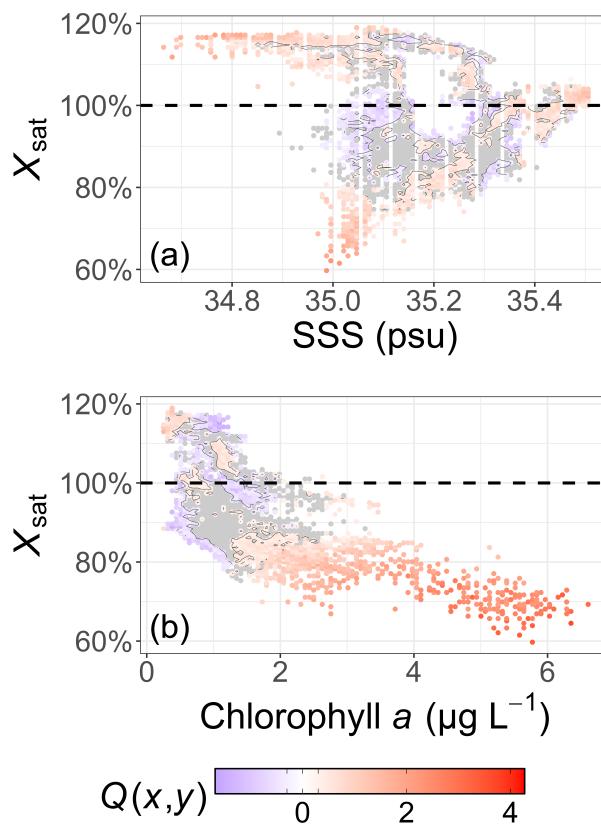 120%
100%
80%
60%
Xsat
(a)
34.8 35.0 35.2 35.4
SSS (psu)
120%
100%
80%
60%
Xsat
(b)
0 2 4 6
Chlorophyll a (µg L⁻¹)
Q(x,y)
0 2 4